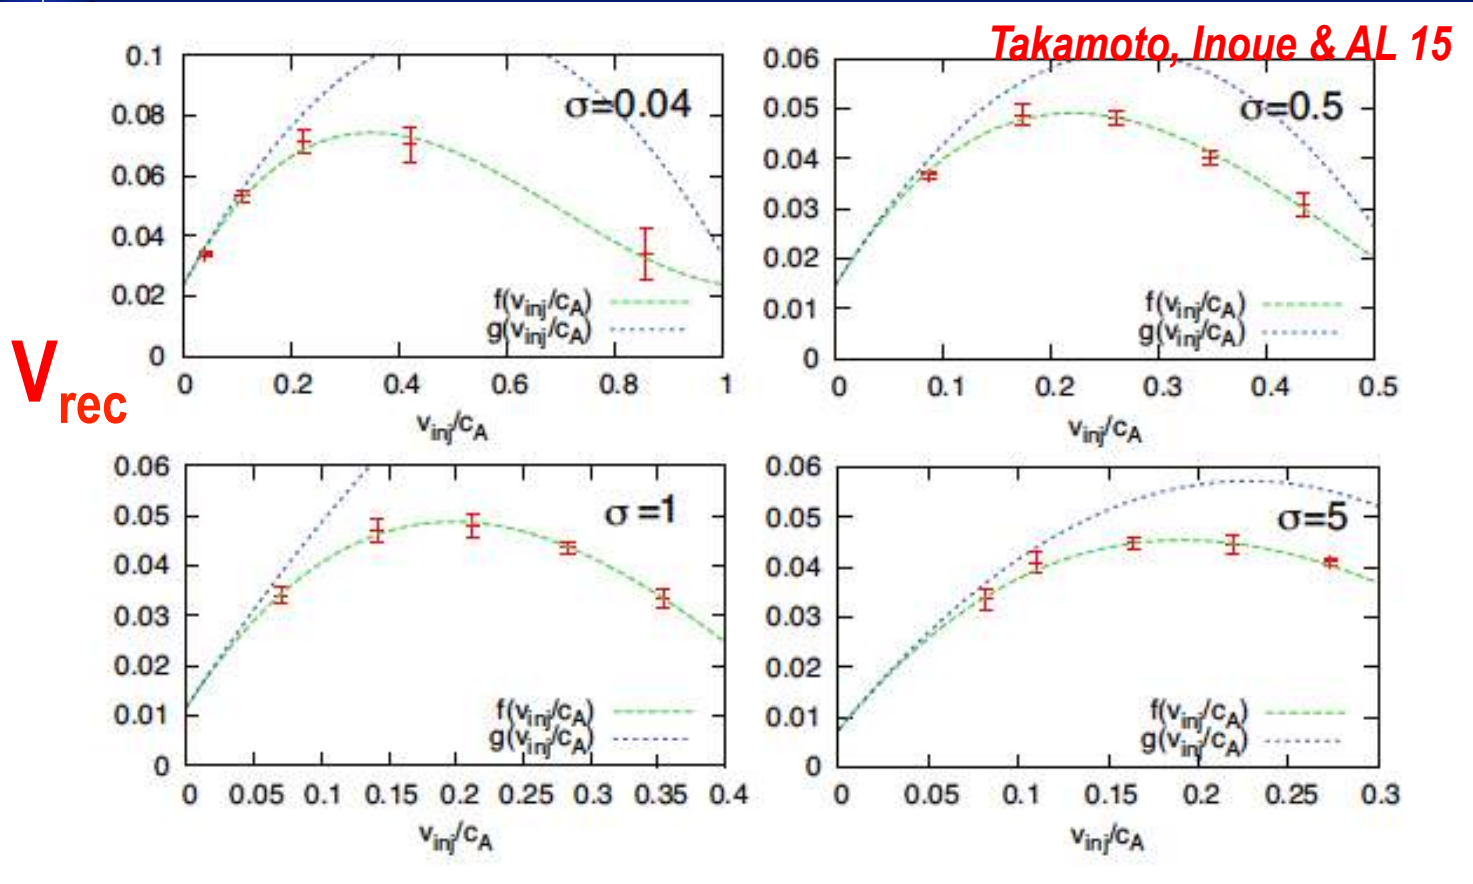 Takamoto, Inoue & AL 15
0.1
0.08
0.06
0.04
0.02
0
σ=0.04
f(v_inj/c_A)
g(v_inj/c_A)
0 0.2 0.4 0.6 0.8 1
v_inj/c_A
0.06
0.05
0.04
0.03
0.02
0.01
0
σ=0.5
f(v_inj/c_A)
g(v_inj/c_A)
0 0.1 0.2 0.3 0.4 0.5
v_inj/c_A
V_rec
0.06
0.05
0.04
0.03
0.02
0.01
0
σ =1
f(v_inj/c_A)
g(v_inj/c_A)
0 0.05 0.1 0.15 0.2 0.25 0.3 0.35 0.4
v_inj/c_A
0.06
0.05
0.04
0.03
0.02
0.01
0
σ=5
f(v_inj/c_A)
g(v_inj/c_A)
0 0.05 0.1 0.15 0.2 0.25 0.3
v_inj/c_A